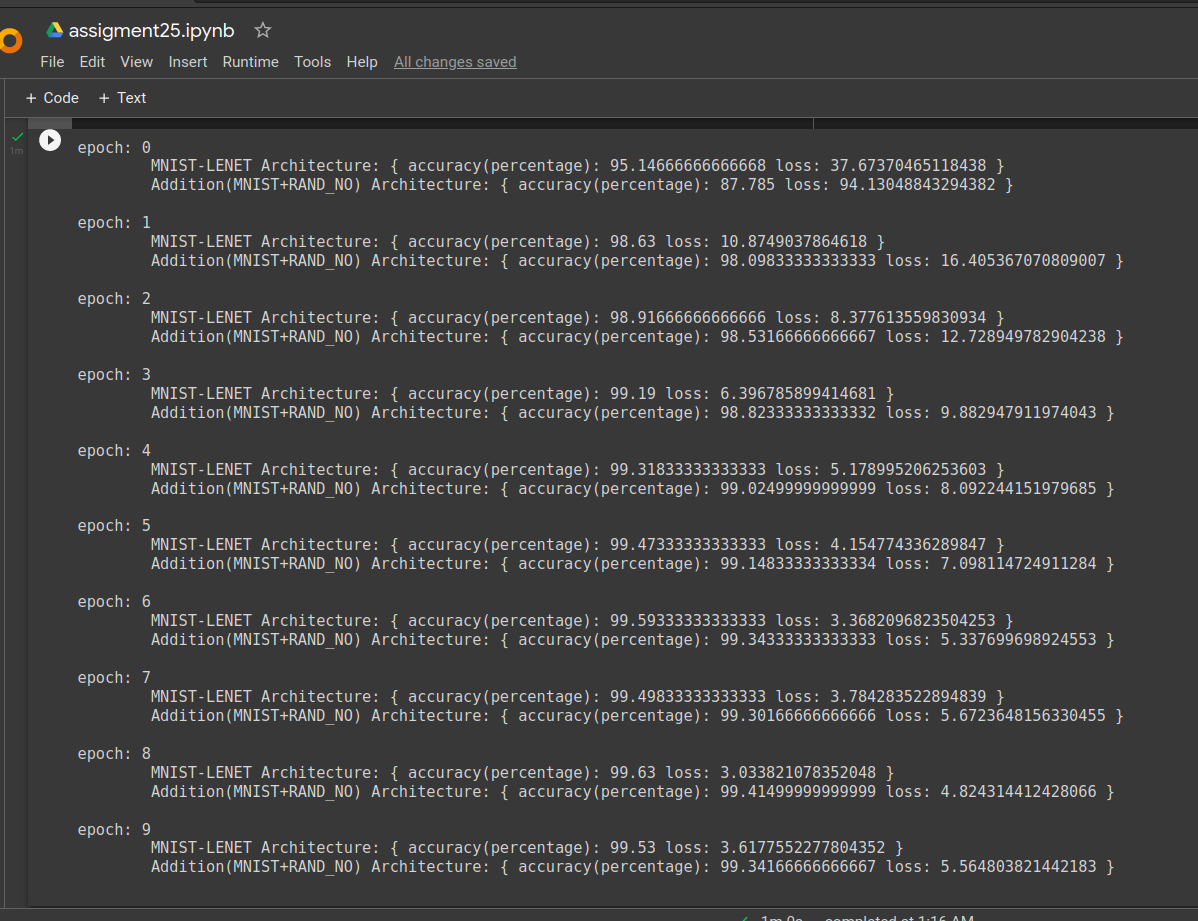 assigment25.ipynb
File Edit View Insert Runtime Tools Help All changes saved
+ Code + Text
1m
epoch: 0
MNIST-LENET Architecture: { accuracy(percentage): 95.14666666666668 loss: 37.67370465118438 }
Addition(MNIST+RAND_NO) Architecture: { accuracy(percentage): 87.785 loss: 94.13048843294382 }
epoch: 1
MNIST-LENET Architecture: { accuracy(percentage): 98.63 loss: 10.8749037864618 }
Addition(MNIST+RAND_NO) Architecture: { accuracy(percentage): 98.09833333333333 loss: 16.405367070809007 }
epoch: 2
MNIST-LENET Architecture: { accuracy(percentage): 98.91666666666666 loss: 8.377613559830934 }
Addition(MNIST+RAND_NO) Architecture: { accuracy(percentage): 98.53166666666667 loss: 12.728949782904238 }
epoch: 3
MNIST-LENET Architecture: { accuracy(percentage): 99.19 loss: 6.396785899414681 }
Addition(MNIST+RAND_NO) Architecture: { accuracy(percentage): 98.82333333333332 loss: 9.882947911974043 }
epoch: 4
MNIST-LENET Architecture: { accuracy(percentage): 99.31833333333333 loss: 5.178995206253603 }
Addition(MNIST+RAND_NO) Architecture: { accuracy(percentage): 99.02499999999999 loss: 8.092244151979685 }
epoch: 5
MNIST-LENET Architecture: { accuracy(percentage): 99.47333333333333 loss: 4.154774336289847 }
Addition(MNIST+RAND_NO) Architecture: { accuracy(percentage): 99.14833333333334 loss: 7.098114724911284 }
epoch: 6
MNIST-LENET Architecture: { accuracy(percentage): 99.59333333333333 loss: 3.3682096823504253 }
Addition(MNIST+RAND_NO) Architecture: { accuracy(percentage): 99.34333333333333 loss: 5.337699698924553 }
epoch: 7
MNIST-LENET Architecture: { accuracy(percentage): 99.49833333333333 loss: 3.784283522894839 }
Addition(MNIST+RAND_NO) Architecture: { accuracy(percentage): 99.30166666666666 loss: 5.6723648156330455 }
epoch: 8
MNIST-LENET Architecture: { accuracy(percentage): 99.63 loss: 3.033821078352048 }
Addition(MNIST+RAND_NO) Architecture: { accuracy(percentage): 99.41499999999999 loss: 4.824314412428066 }
epoch: 9
MNIST-LENET Architecture: { accuracy(percentage): 99.53 loss: 3.6177552277804352 }
Addition(MNIST+RAND_NO) Architecture: { accuracy(percentage): 99.34166666666667 loss: 5.564803821442183 }
1m 0s completed at 1:16 AM